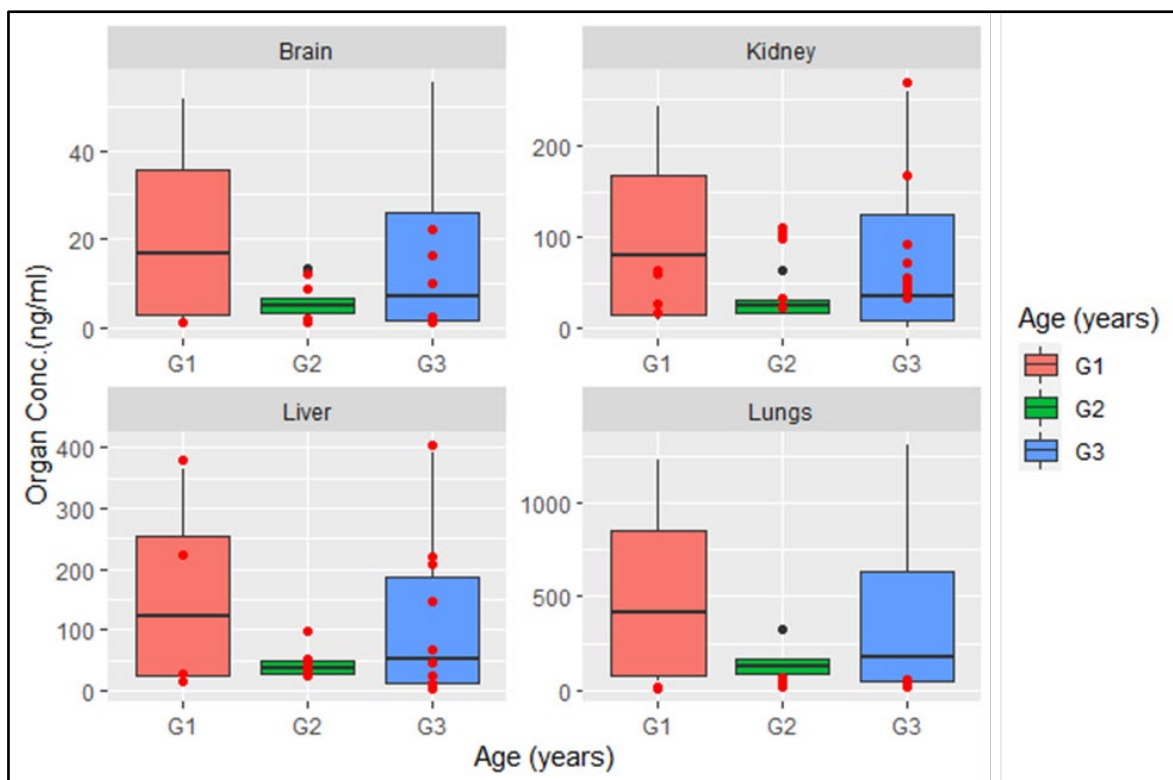 Brain
Kidney
40
20
0
200
100
0
G1 G2 G3
G1 G2 G3
Liver
Lungs
400
300
200
100
0
1000
500
0
G1 G2 G3
G1 G2 G3
Organ Conc.(ng/ml)
Age (years)
Age (years)
G1
G2
G3